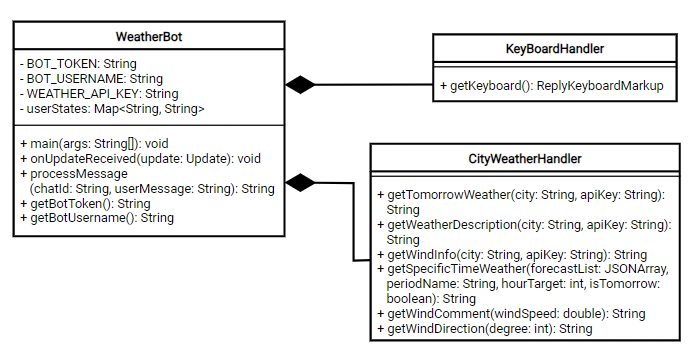 WeatherBot
- BOT_TOKEN: String
- BOT_USERNAME: String
- WEATHER_API_KEY: String
- userStates: Map<String, String>
+ main(args: String[]): void
+ onUpdateReceived(update: Update): void
+ processMessage
(chatId: String, userMessage: String): String
+ getBotToken(): String
+ getBotUsername(): String
KeyBoardHandler
+ getKeyboard(): ReplyKeyboardMarkup
CityWeatherHandler
+ getTomorrowWeather(city: String, apiKey: String):
String
+ getWeatherDescription(city: String, apiKey: String):
String
+ getWindInfo(city: String, apiKey: String): String
+ getSpecificTimeWeather(forecastList: JSONArray,
periodName: String, hourTarget: int, isTomorrow:
boolean): String
+ getWindComment(windSpeed: double): String
+ getWindDirection(degree: int): String